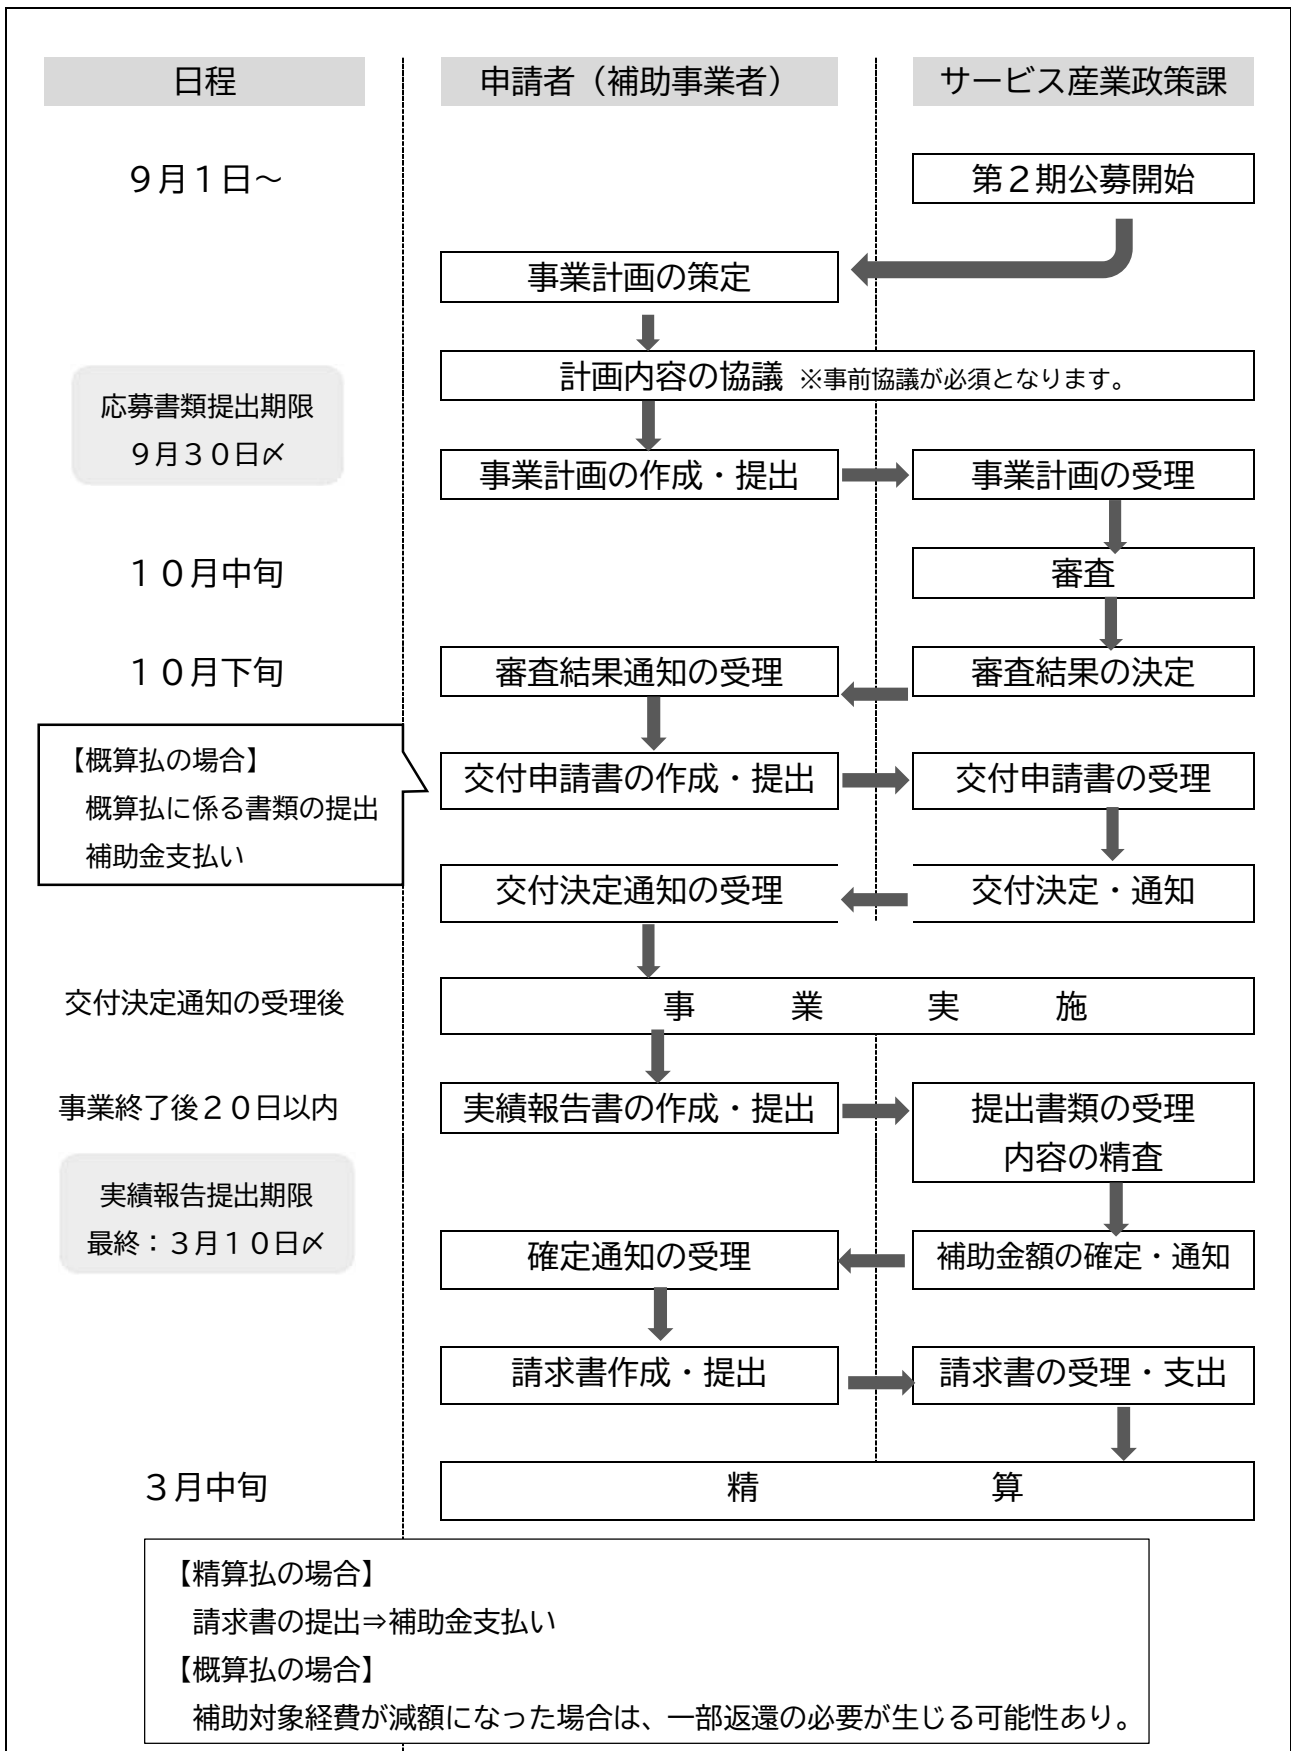 日程
申請者（補助事業者）
サービス産業政策課
９月１日～
第２期公募開始
事業計画の策定
計画内容の協議 ※事前協議が必須となります。
応募書類提出期限
９月３０日〆
事業計画の作成・提出
事業計画の受理
１０月中旬
審査
１０月下旬
審査結果通知の受理
審査結果の決定
【概算払の場合】
概算払に係る書類の提出
補助金支払い
交付申請書の作成・提出
交付申請書の受理
交付決定通知の受理
交付決定・通知
交付決定通知の受理後
事　業　実　施
事業終了後２０日以内
実績報告書の作成・提出
提出書類の受理
内容の精査
実績報告提出期限
最終：３月１０日〆
確定通知の受理
補助金額の確定・通知
請求書作成・提出
請求書の受理・支出
３月中旬
精　算
【精算払の場合】
請求書の提出⇒補助金支払い
【概算払の場合】
補助対象経費が減額になった場合は、一部返還の必要が生じる可能性あり。